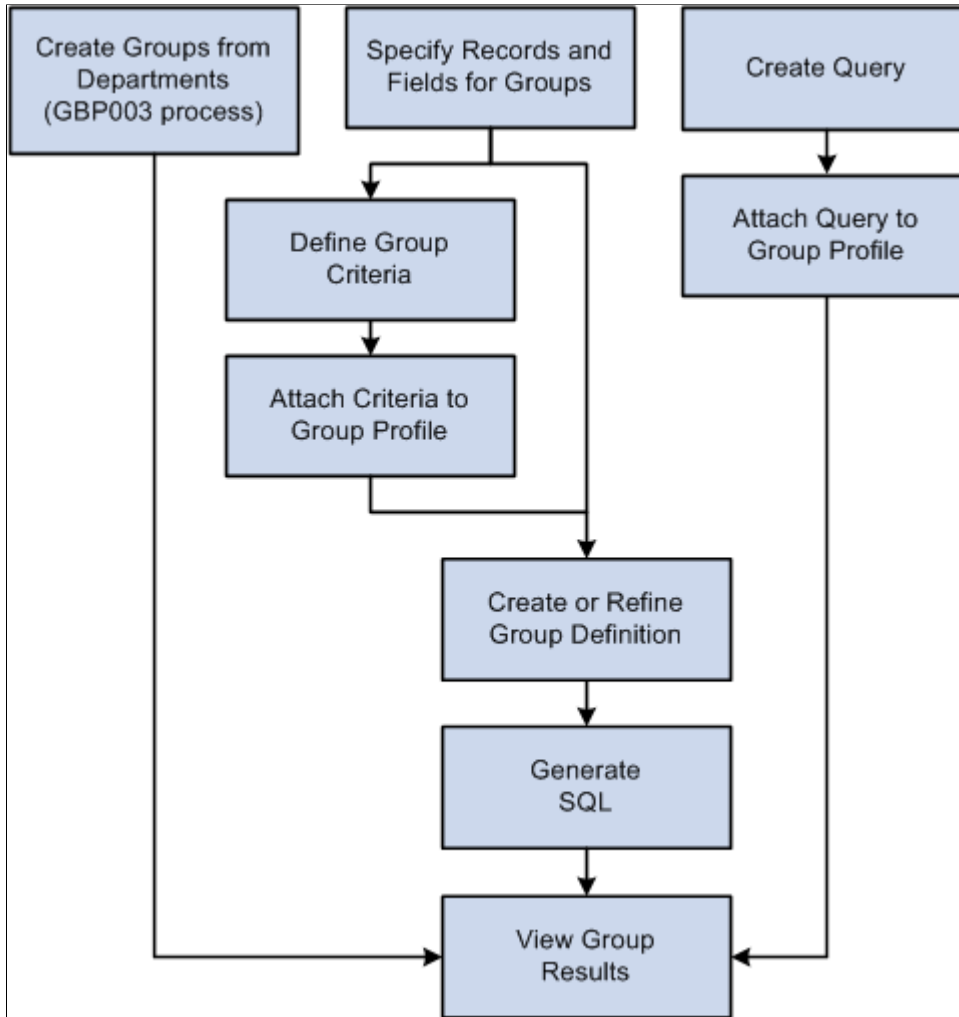 Create Groups from
Departments
(GBP003 process)
Specify Records and
Fields for Groups
Create Query
Define Group
Criteria
Attach Query to
Group Profile
Attach Criteria to
Group Profile
Create or Refine
Group Definition
Generate
SQL
View Group
Results